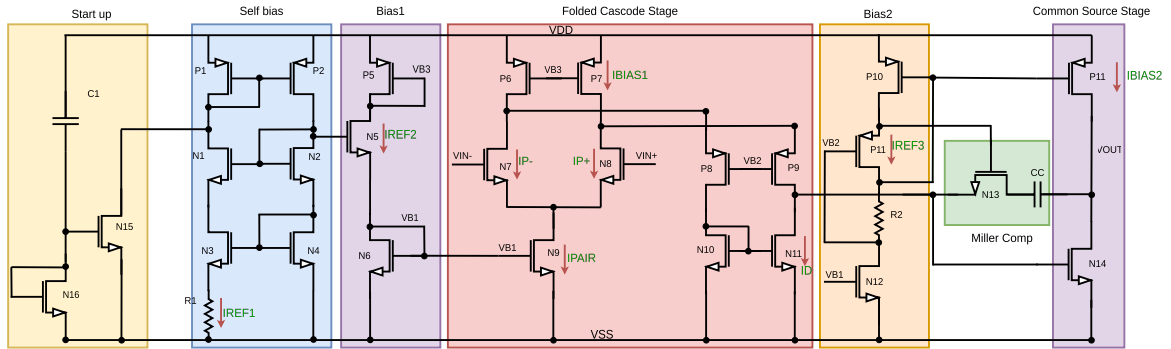 Start up
Self bias
Bias1
Folded Cascode Stage
Bias2
Common Source Stage
VDD
P1
P2
P5
VB3
P6
VB3
P7
IBIAS1
P10
P11
IBIAS2
C1
N1
N2
N5
IREF2
VIN-
N7
IP-
IP+
N8
VIN+
P8
VB2
P9
VB2
P11
IREF3
VOUT
N13
CC
Miller Comp
R2
N15
N16
N3
N4
VB1
N6
VB1
N9
IPAIR
N10
N11
ID
VB1
N12
N14
R1
IREF1
VSS